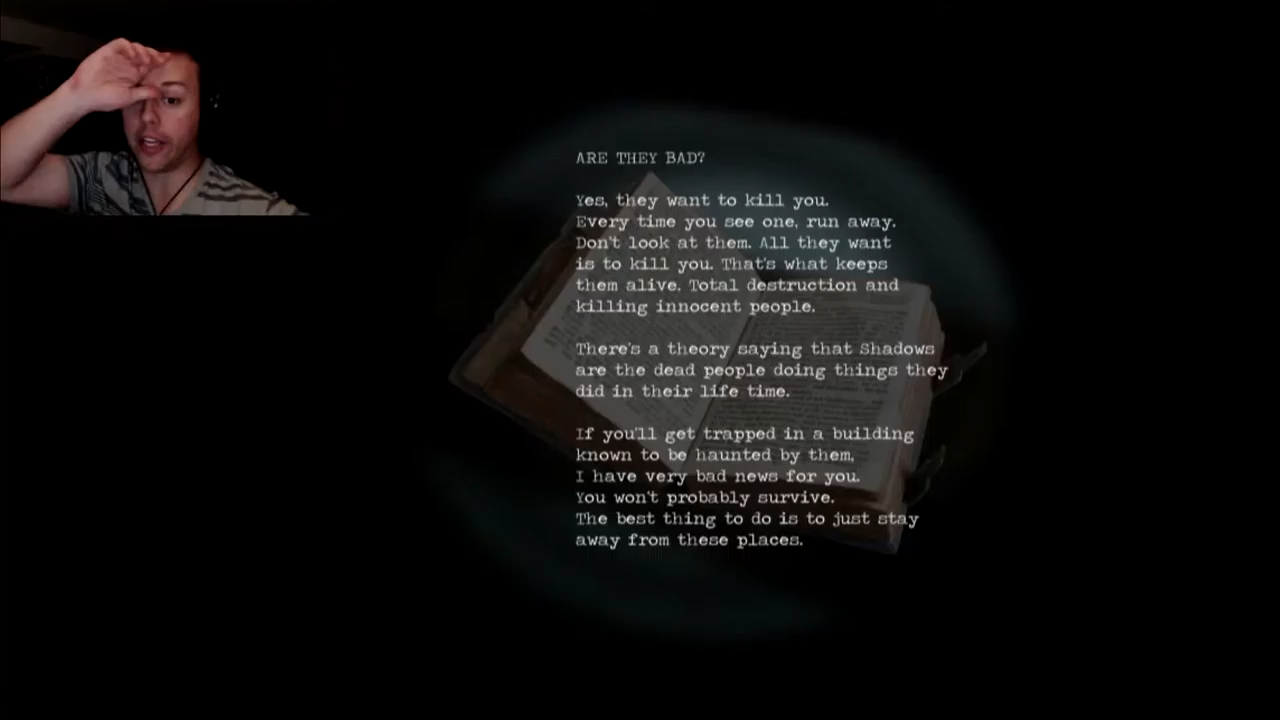 ARE THEY BAD?
Yes, they want to kill you.
Every time you see one, run away.
Don't look at them. All they want
is to kill you. That's what keeps
them alive. Total destruction and
killing innocent people.
There's a theory saying that Shadows
are the dead people doing things they
did in their life time.
If you'll get trapped in a building
known to be haunted by them,
I have very bad news for you.
You won't probably survive.
The best thing to do is to just stay
away from these places.